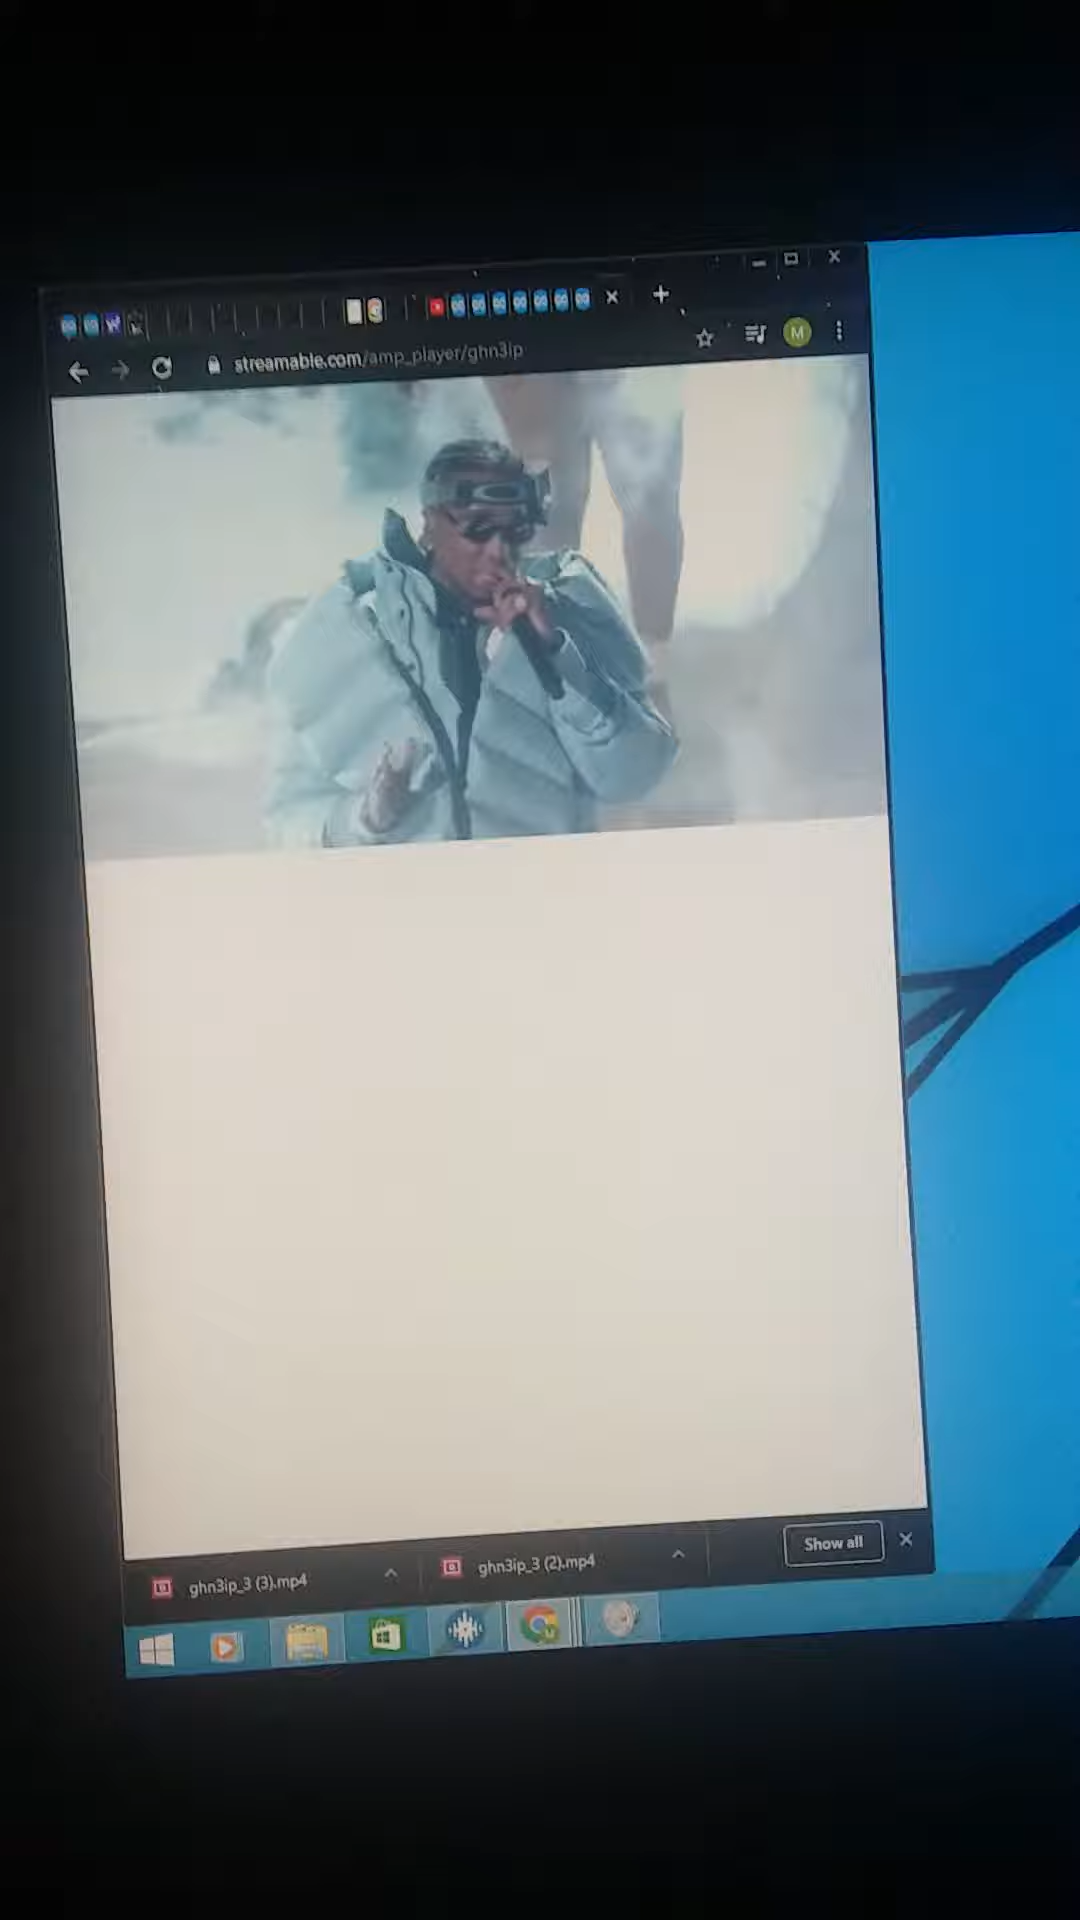 streamable.com/amp_player/ghn3ip
M
ghn3ip_3 (3).mp4
ghn3ip_3 (2).mp4
Show all